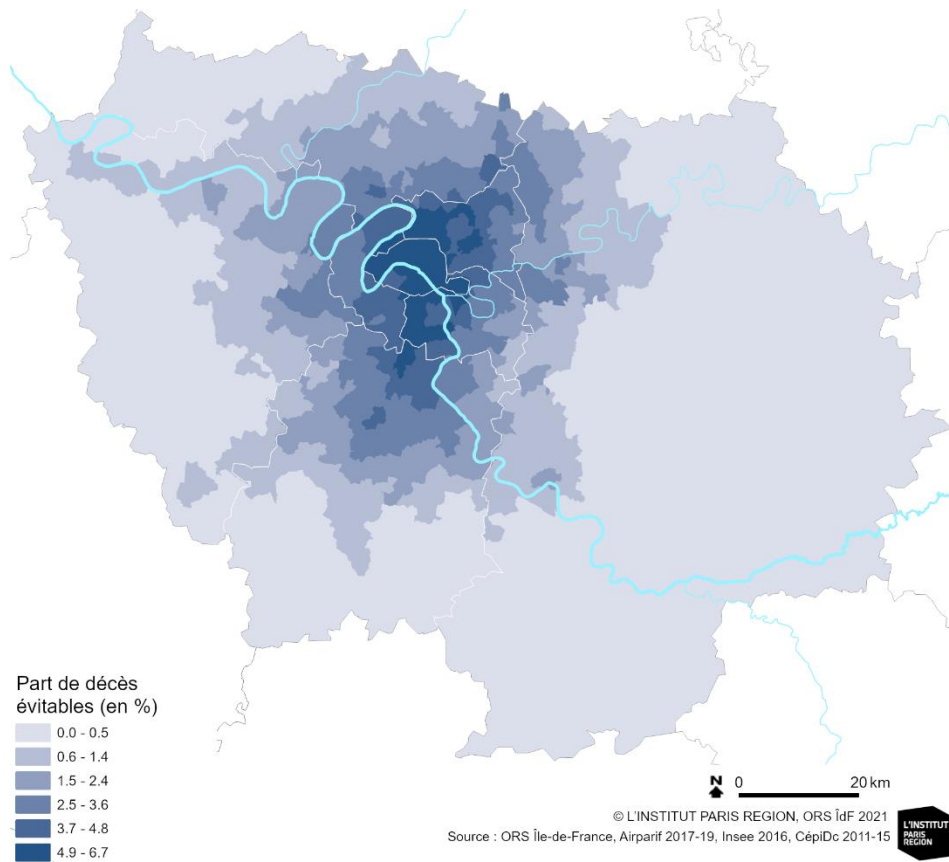 Part de décès
évitables (en %)
0.0 - 0.5
0.6 - 1.4
1.5 - 2.4
2.5 - 3.6
3.7 - 4.8
4.9 - 6.7
N 0 20 km
© L'INSTITUT PARIS REGION, ORS ÎdF 2021
Source : ORS Île-de-France, Airparif 2017-19, Insee 2016, CépiDc 2011-15
L'INSTITUT
PARIS
REGION